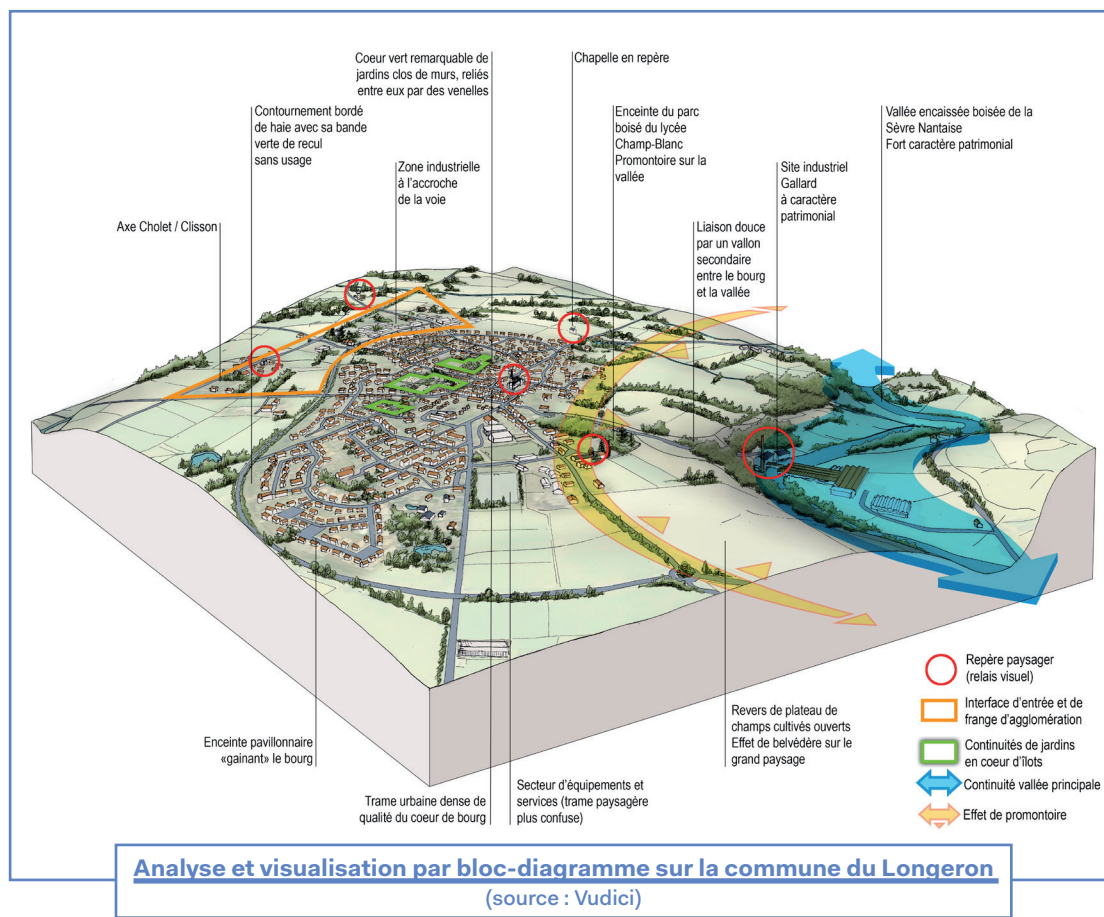 Coeur vert remarquable de
jardins clos de murs, reliés
entre eux par des venelles
Chapelle en repère
Contournement bordé
de haie avec sa bande
verte de recul
sans usage
Enceinte du parc
boisé du lycée
Champ-Blanc
Promontoire sur la
vallée
Vallée encaissée boisée de la
Sèvre Nantaise
Fort caractère patrimonial
Zone industrielle
à l'accroche
de la voie
Site industriel
Gallard
à caractère
patrimonial
Axe Cholet / Clisson
Liaison douce
par un vallon
secondaire
entre le bourg
et la vallée
Repère paysager
(relais visuel)
Interface d'entrée et de
frange d'agglomération
Continuités de jardins
en coeur d'îlots
Continuité vallée principale
Effet de promontoire
Revers de plateau de
champs cultivés ouverts
Effet de belvédère sur le
grand paysage
Enceinte pavillonnaire
«gainant» le bourg
Trame urbaine dense de
qualité du coeur de bourg
Secteur d'équipements et
services (trame paysagère
plus confuse)
Analyse et visualisation par bloc-diagramme sur la commune du Longeron
(source : Vudici)